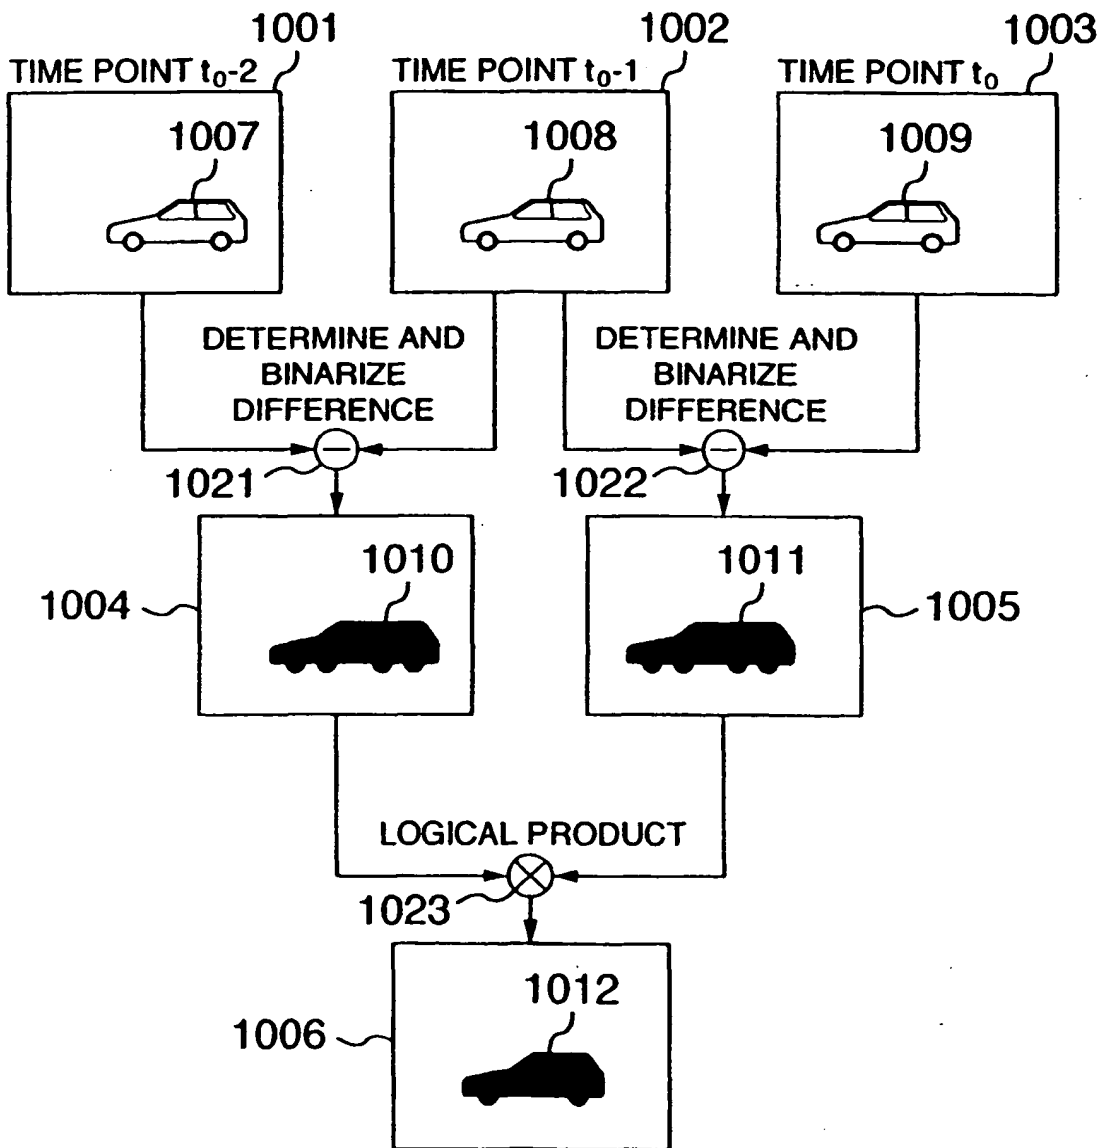 1001
1002
1003
TIME POINT t₀-2
TIME POINT t₀-1
TIME POINT t₀
1007
1008
1009
DETERMINE AND
BINARIZE
DIFFERENCE
DETERMINE AND
BINARIZE
DIFFERENCE
1021
1022
1010
1011
1004
1005
LOGICAL PRODUCT
1023
1012
1006